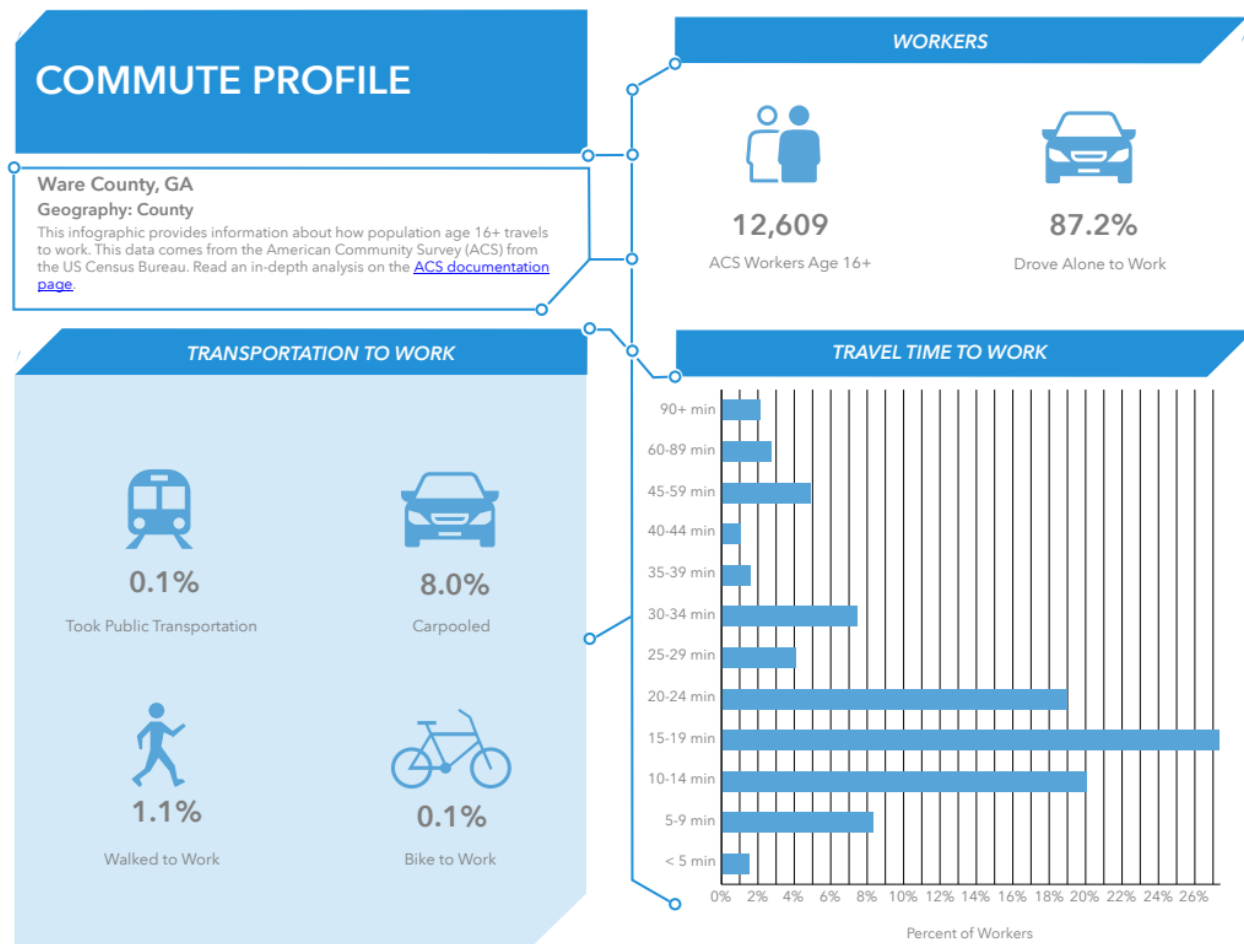 COMMUTE PROFILE
Ware County, GA
Geography: County
This infographic provides information about how population age 16+ travels
to work. This data comes from the American Community Survey (ACS) from
the US Census Bureau. Read an in-depth analysis on the ACS documentation
page.
WORKERS
12,609
ACS Workers Age 16+
87.2%
Drove Alone to Work
TRANSPORTATION TO WORK
0.1%
Took Public Transportation
8.0%
Carpooled
1.1%
Walked to Work
0.1%
Bike to Work
TRAVEL TIME TO WORK
90+ min
60-89 min
45-59 min
40-44 min
35-39 min
30-34 min
25-29 min
20-24 min
15-19 min
10-14 min
5-9 min
< 5 min
0% 2% 4% 6% 8% 10% 12% 14% 16% 18% 20% 22% 24% 26%
Percent of Workers